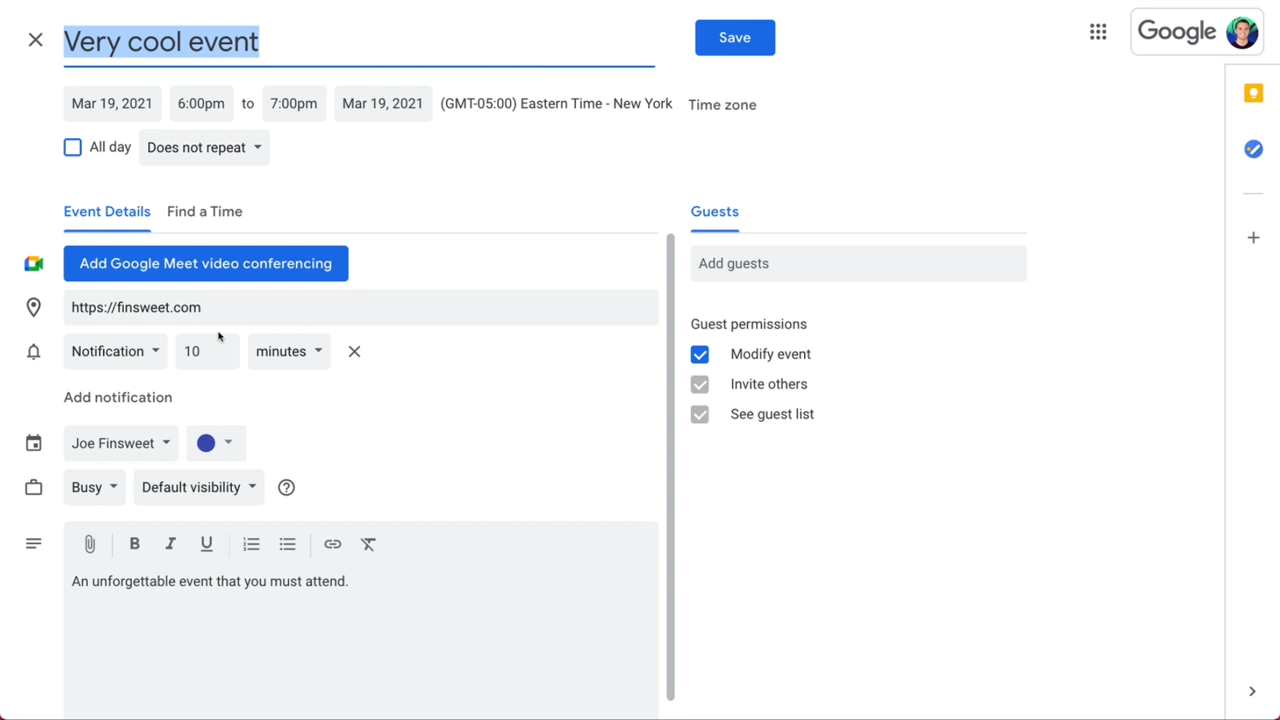 Very cool event
Save
Google
Mar 19, 2021 6:00pm to 7:00pm Mar 19, 2021 (GMT-05:00) Eastern Time - New York Time zone
All day Does not repeat
Event Details Find a Time
Guests
Add Google Meet video conferencing
Add guests
https://finsweet.com
Guest permissions
Notification 10 minutes
Modify event
Invite others
Add notification
See guest list
Joe Finsweet
Busy Default visibility
B I U
An unforgettable event that you must attend.